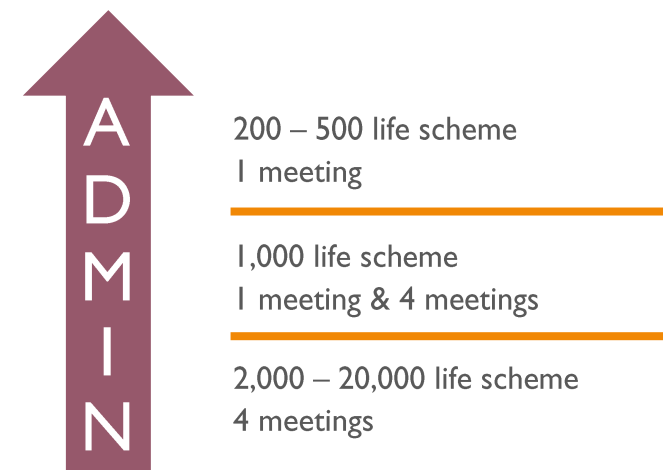 ADMIN
200 – 500 life scheme
1 meeting
1,000 life scheme
1 meeting & 4 meetings
2,000 – 20,000 life scheme
4 meetings